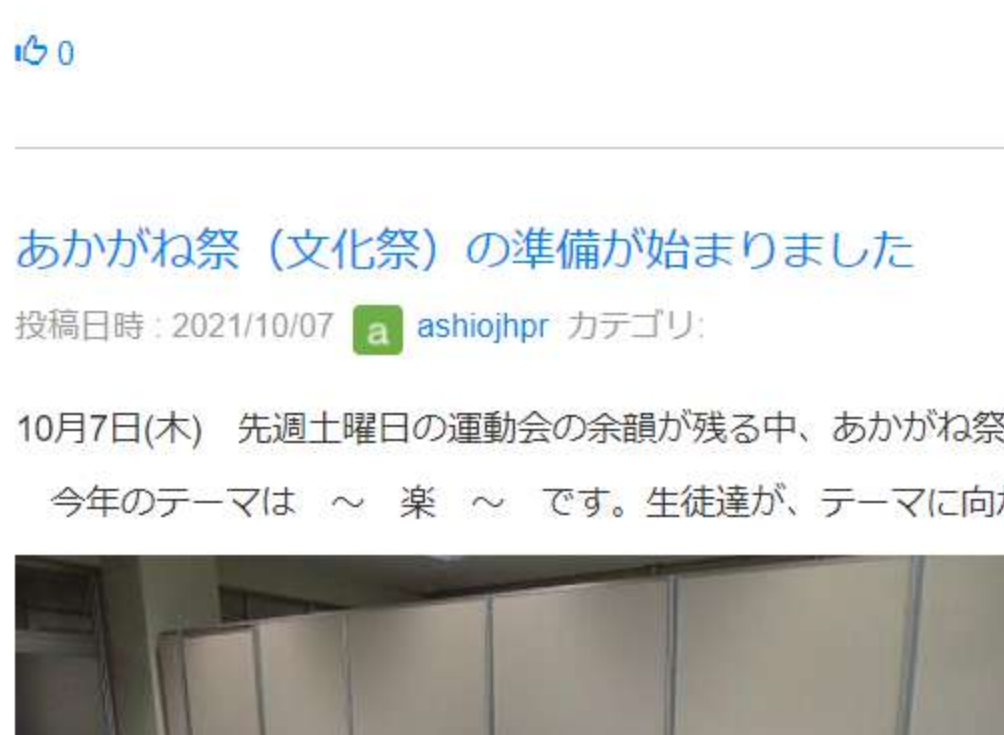 0
あかがね祭（文化祭）の準備が始まりました
投稿日時 : 2021/10/07 a ashiojhpr カテゴリ:
10月7日(木)　先週土曜日の運動会の余韻が残る中、あかがね祭
今年のテーマは　～　楽　～　です。生徒達が、テーマに向か